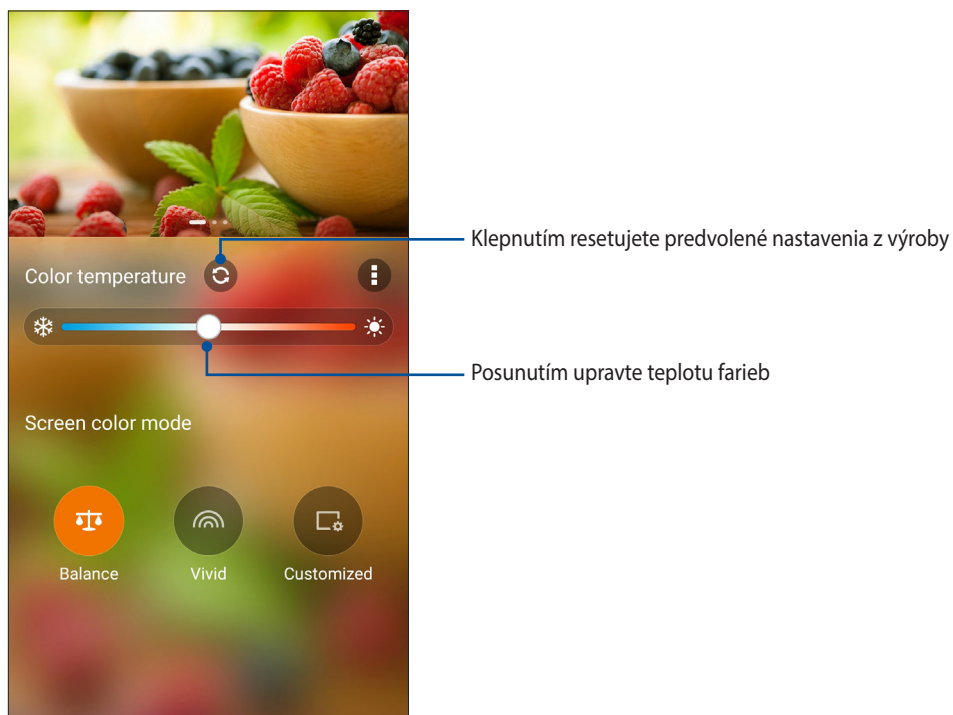 Klepnutím resetujete predvolené nastavenia z výroby
Color temperature
Posunutím upravte teplotu farieb
Screen color mode
Balance
Vivid
Customized